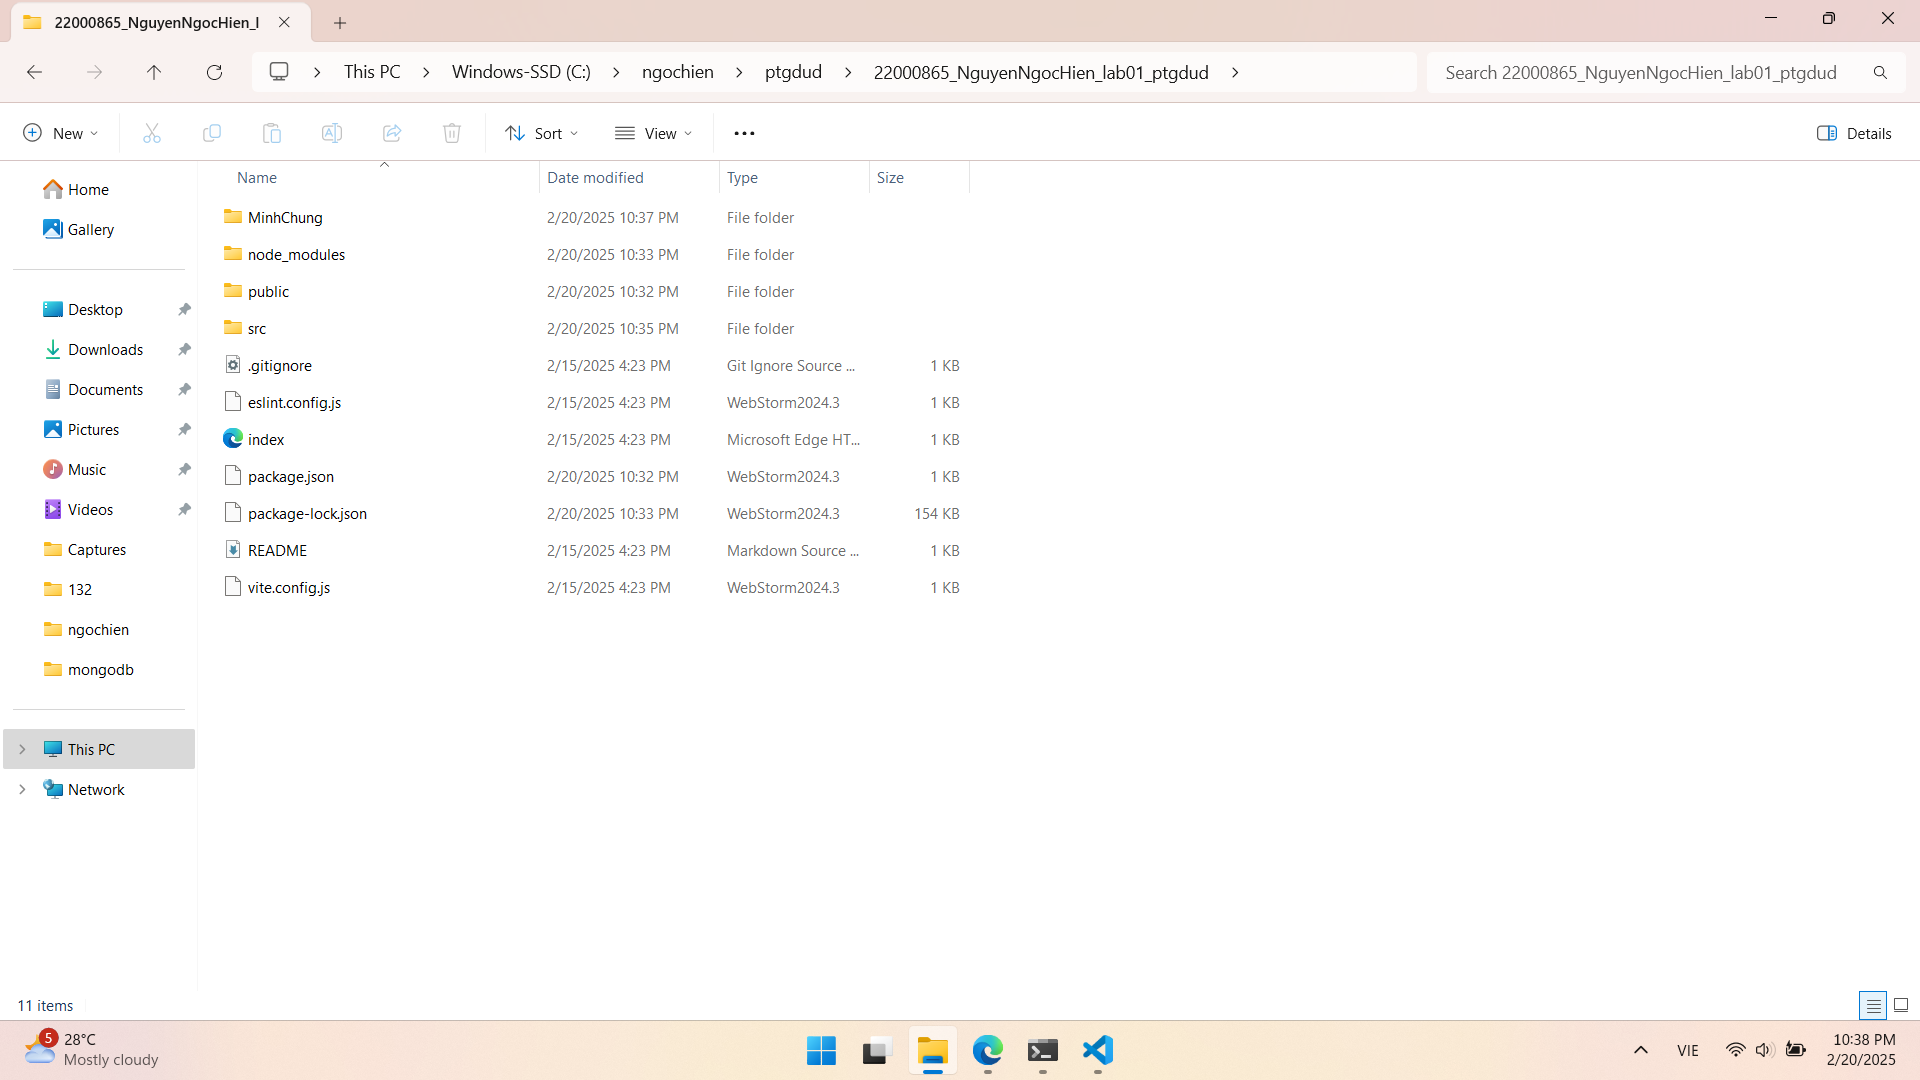 22000865_NguyenNgocHien_l
This PC
Windows-SSD (C:)
ngochien
ptgdud
22000865_NguyenNgocHien_lab01_ptgdud
Search 22000865_NguyenNgocHien_lab01_ptgdud
New
Sort
View
Details
Home
Gallery
Desktop
Downloads
Documents
Pictures
Music
Videos
Captures
132
ngochien
mongodb
This PC
Network
Name Date modified Type Size
MinhChung 2/20/2025 10:37 PM File folder
node_modules 2/20/2025 10:33 PM File folder
public 2/20/2025 10:32 PM File folder
src 2/20/2025 10:35 PM File folder
.gitignore 2/15/2025 4:23 PM Git Ignore Source ... 1 KB
eslint.config.js 2/15/2025 4:23 PM WebStorm2024.3 1 KB
index 2/15/2025 4:23 PM Microsoft Edge HT... 1 KB
package.json 2/20/2025 10:32 PM WebStorm2024.3 1 KB
package-lock.json 2/20/2025 10:33 PM WebStorm2024.3 154 KB
README 2/15/2025 4:23 PM Markdown Source ... 1 KB
vite.config.js 2/15/2025 4:23 PM WebStorm2024.3 1 KB
11 items
5
28°C
Mostly cloudy
VIE
10:38 PM
2/20/2025